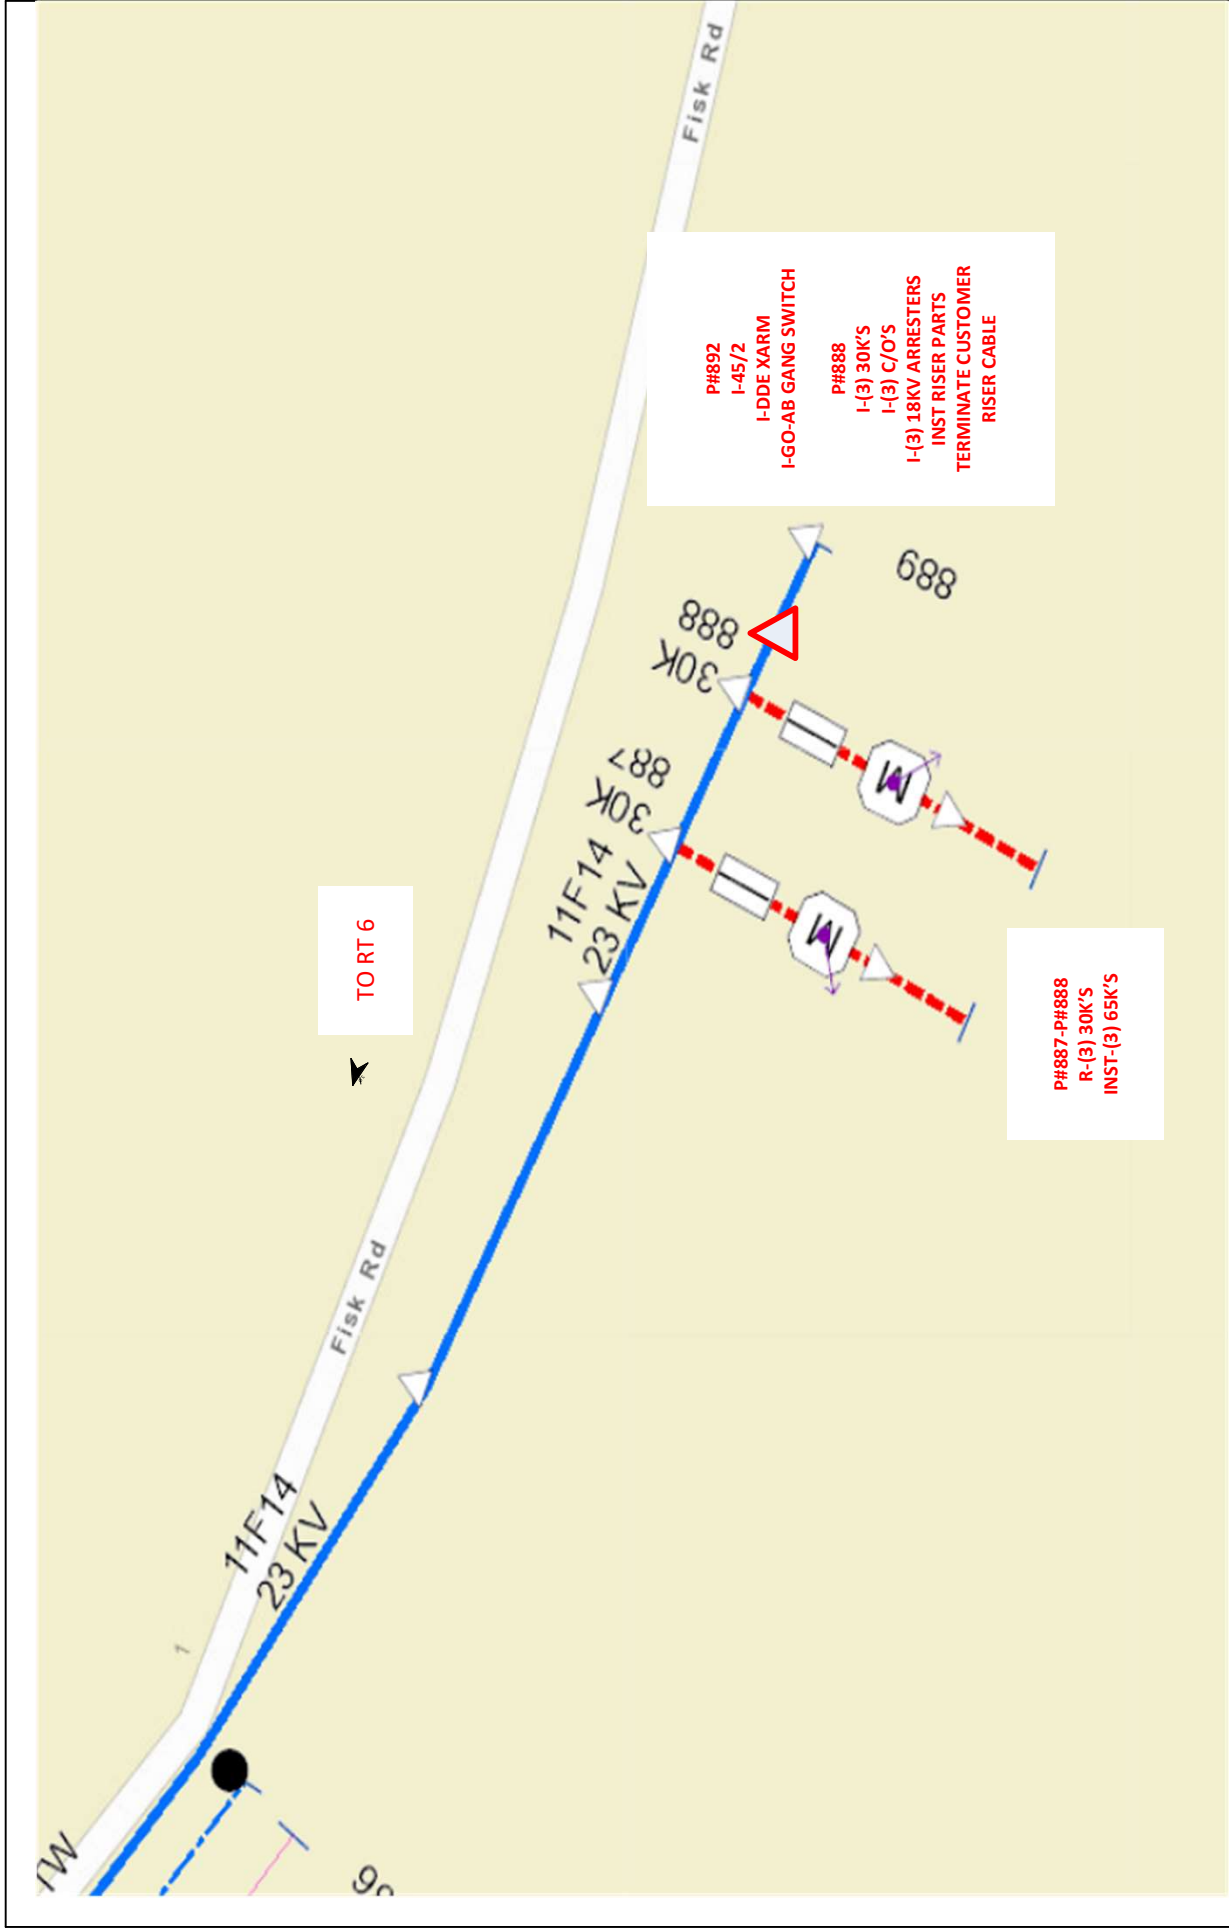 Fisk Rd
P#892
I-45/2
I-DDE XARM
I-GO-AB GANG SWITCH
P#888
I-(3) 30K'S
I-(3) C/O'S
I-(3) 18KV ARRESTERS
INST RISER PARTS
TERMINATE CUSTOMER
RISER CABLE
889
888
30K
887
30K
11F14
23 KV
M
M
TO RT 6
P#887-P#888
R-(3) 30K'S
INST-(3) 65K'S
Fisk Rd
11F14
23 KV
1